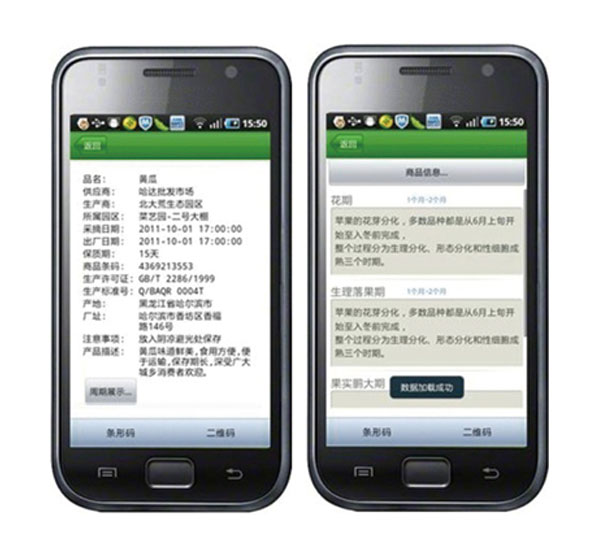 15:50
返回
品名: 黄瓜
供应商: 哈达批发市场
生产商: 北大荒生态园区
所属园区: 菜艺园-二号大棚
采摘日期: 2011-10-01 17:00:00
出厂日期: 2011-10-01 17:00:00
保质期: 15天
商品条码: 4369213553
生产许可证: GB/T 2286/1999
生产标准号: Q/BAQR 0004T
产地: 黑龙江省哈尔滨市
厂址: 哈尔滨市香坊区香福
路146号
注意事项: 放入阴凉避光处保存
产品描述: 黄瓜味道鲜美,食用方便,便
于运输,保存期长,深受广大
城乡消费者欢迎。
周期展示...
条形码 二维码
15:50
返回
商品信息...
花期 1个月-2个月
苹果的花芽分化，多数品种都是从6月上旬开
始至入冬前完成，
整个过程分为生理分化、形态分化和性细胞成
熟三个时期。
生理落果期 1个月-2个月
苹果的花芽分化，多数品种都是从6月上旬开
始至入冬前完成，
整个过程分为生理分化、形态分化和性细胞成
熟三个时期。
果实膨大期
数据加载成功
条形码 二维码